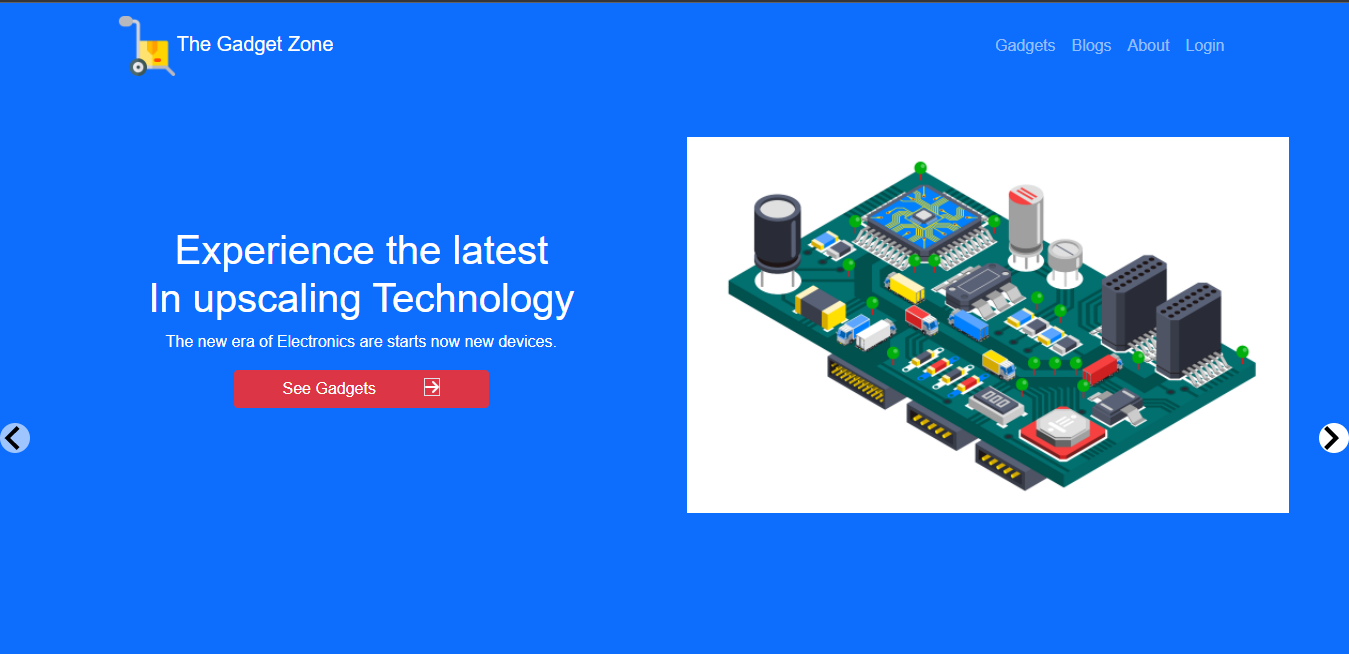 The Gadget Zone
Gadgets Blogs About Login
Experience the latest
In upscaling Technology
The new era of Electronics are starts now new devices.
See Gadgets
000